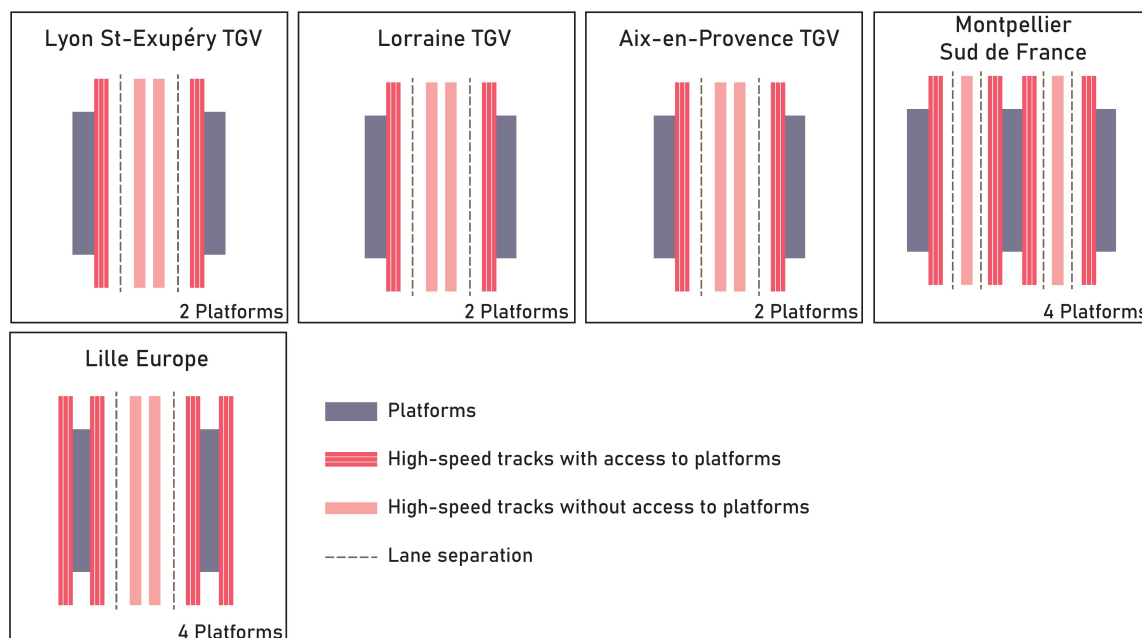 Lyon St-Exupéry TGV
2 Platforms
Lorraine TGV
2 Platforms
Aix-en-Provence TGV
2 Platforms
Montpellier
Sud de France
4 Platforms
Lille Europe
4 Platforms
Platforms
High-speed tracks with access to platforms
High-speed tracks without access to platforms
Lane separation